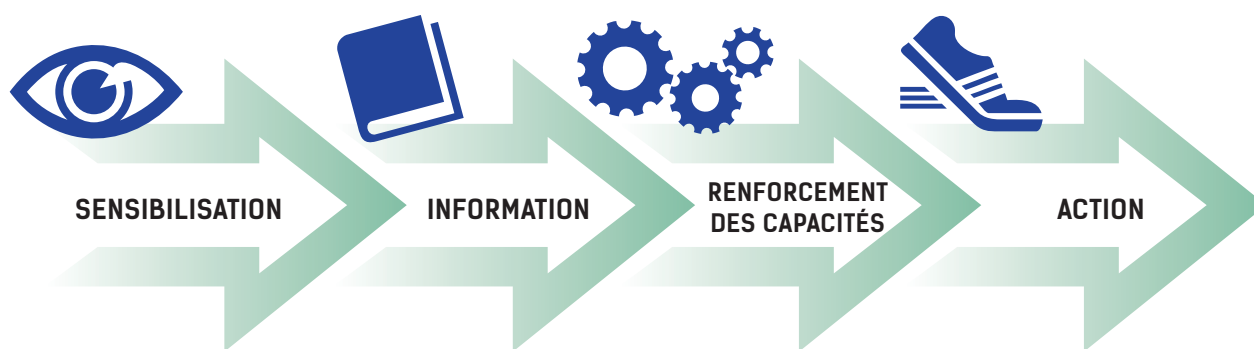 SENSIBILISATION
INFORMATION
RENFORCEMENT
DES CAPACITÉS
ACTION